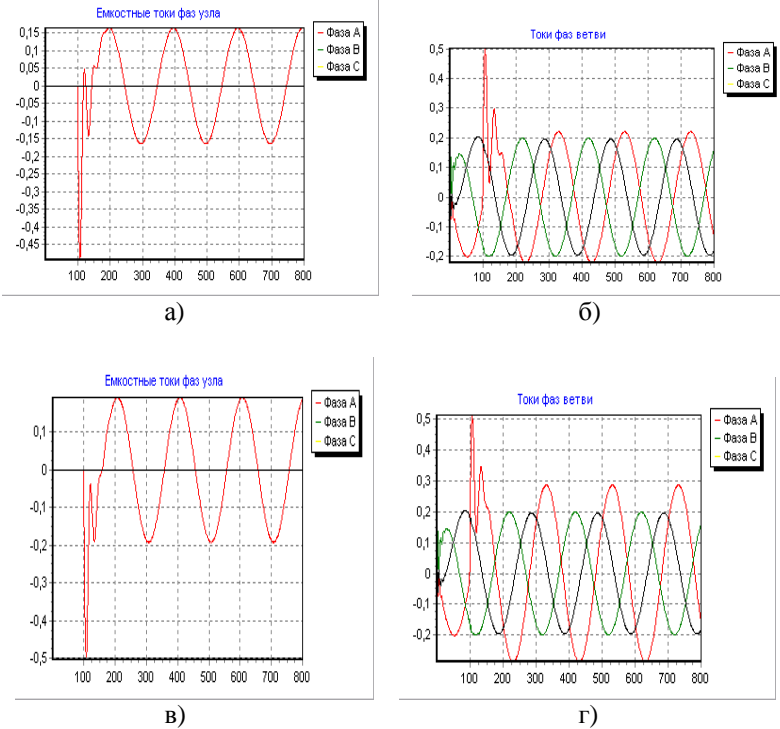 Емкостные токи фаз узла
0,15
0,1
0,05
0
-0,05
-0,1
-0,15
-0,2
-0,25
-0,3
-0,35
-0,4
-0,45
100 200 300 400 500 600 700 800
Фаза A
Фаза B
Фаза C
а)
Токи фаз ветви
0,5
0,4
0,3
0,2
0,1
0
-0,1
-0,2
100 200 300 400 500 600 700 800
Фаза A
Фаза B
Фаза C
б)
Емкостные токи фаз узла
0,1
0
-0,1
-0,2
-0,3
-0,4
-0,5
100 200 300 400 500 600 700 800
Фаза A
Фаза B
Фаза C
в)
Токи фаз ветви
0,5
0,4
0,3
0,2
0,1
0
-0,1
-0,2
100 200 300 400 500 600 700 800
Фаза A
Фаза B
Фаза C
г)